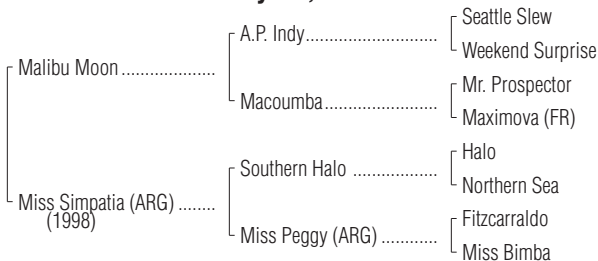 Seattle Slew
A.P. Indy
Weekend Surprise
Malibu Moon
Mr. Prospector
Macoumba
Maximova (FR)
Halo
Southern Halo
Northern Sea
Miss Simpatia (ARG)
(1998)
Fitzcarraldo
Miss Peggy (ARG)
Miss Bimba